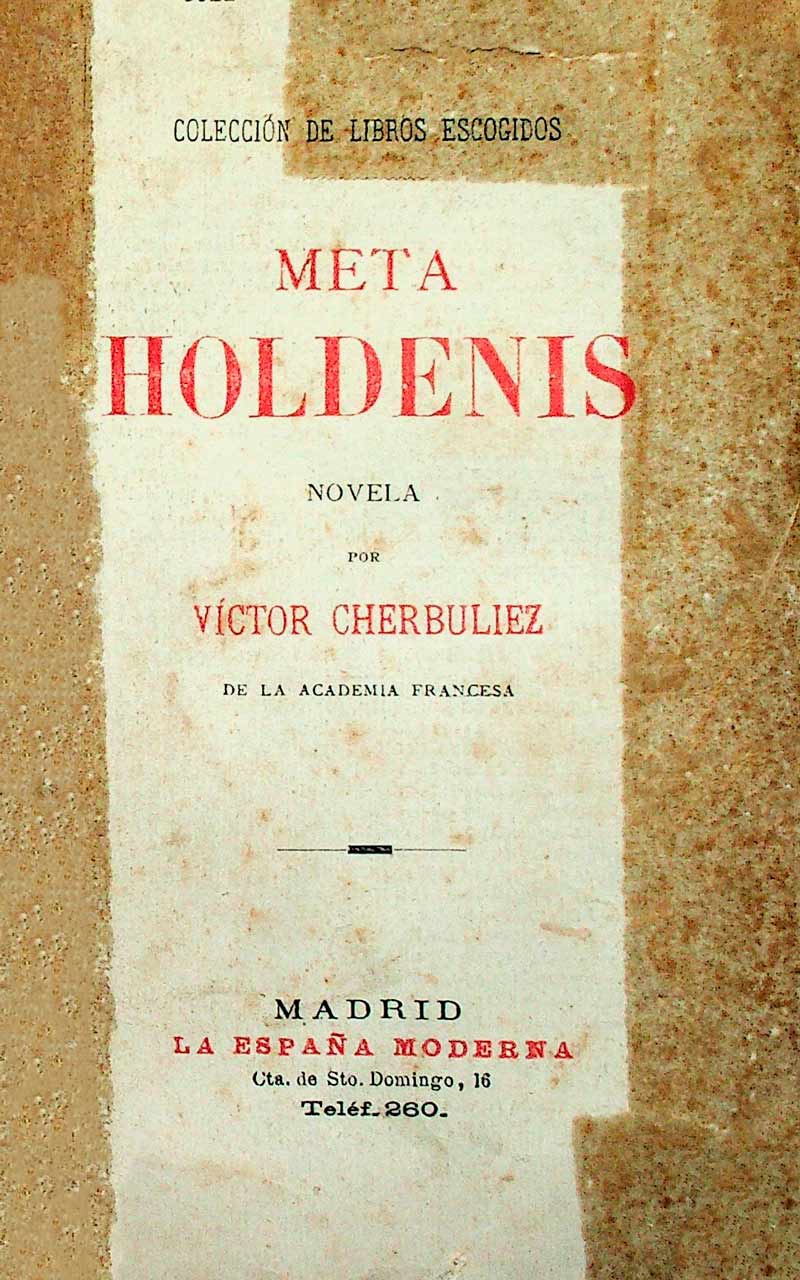 COLECCIÓN DE LIBROS ESCOGIDOS
META
HOLDENIS
NOVELA
POR
VÍCTOR CHERBULIEZ
DE LA ACADEMIA FRANCESA
MADRID
LA ESPAÑA MODERNA
Cta. de Sto. Domingo, 16
Teléf. 260.